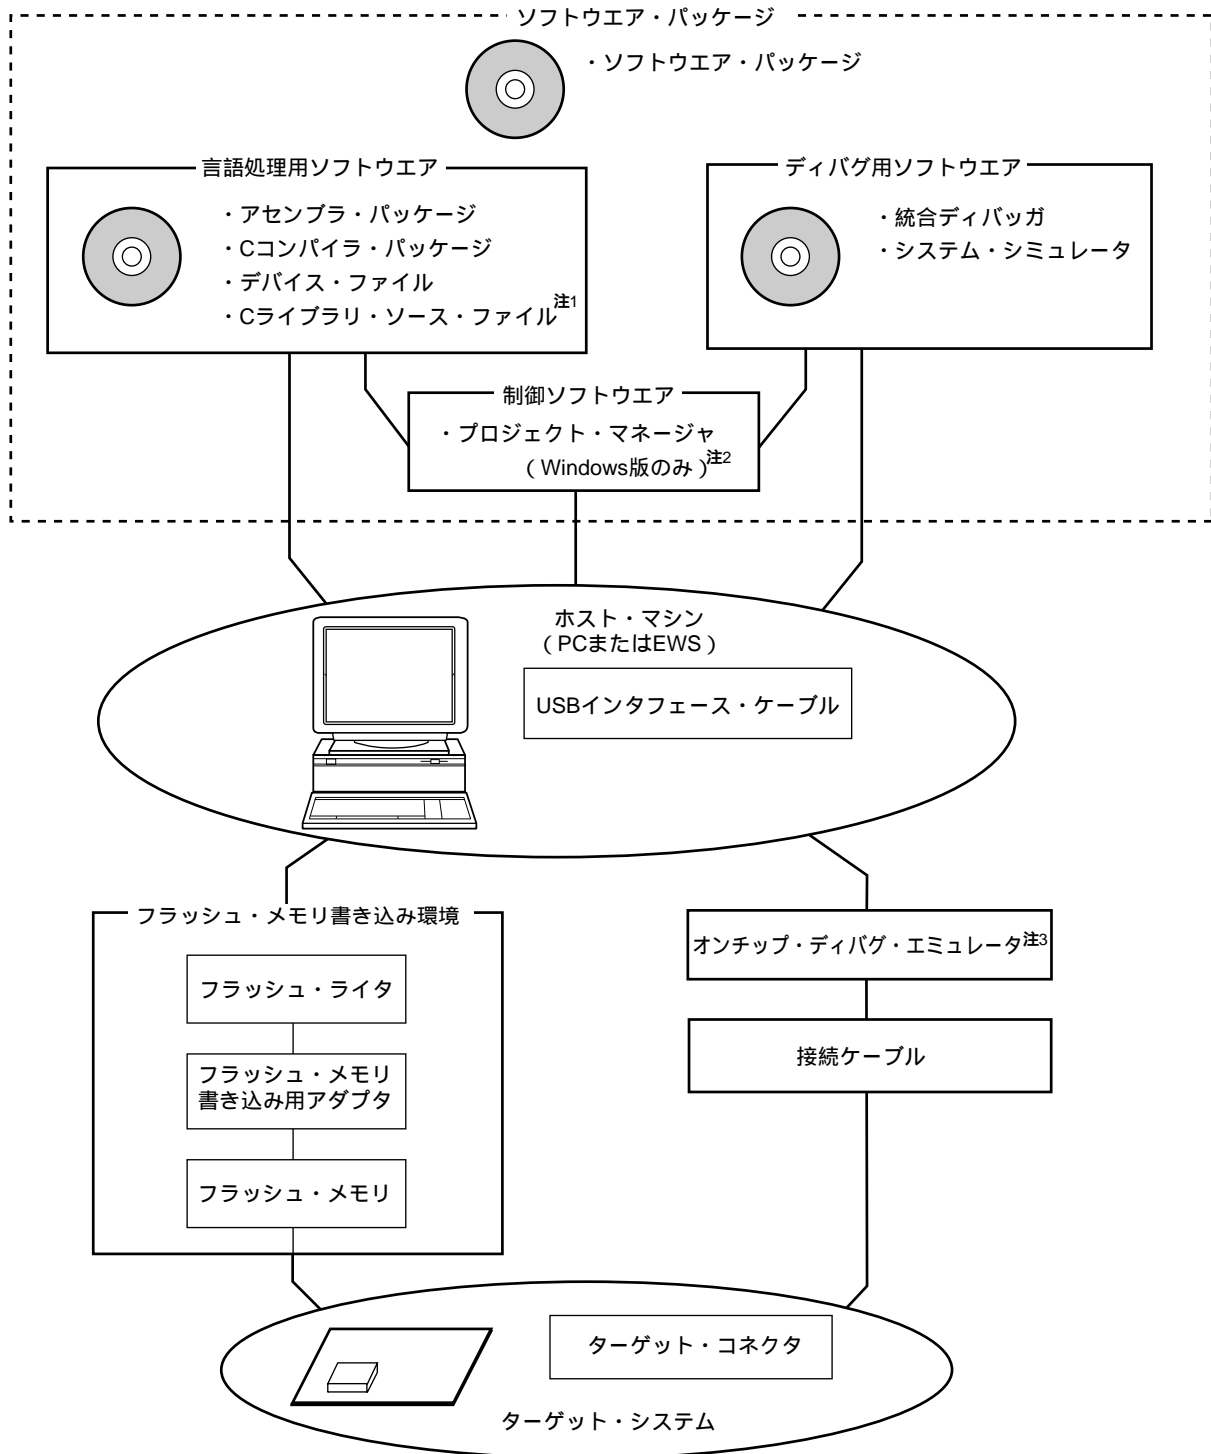 ソフトウエア・パッケージ
・ソフトウエア・パッケージ
言語処理用ソフトウエア
・アセンブラ・パッケージ
・Cコンパイラ・パッケージ
・デバイス・ファイル
・Cライブラリ・ソース・ファイル注1
ディバグ用ソフトウエア
・統合ディバッガ
・システム・シミュレータ
制御ソフトウエア
・プロジェクト・マネージャ
（Windows版のみ）注2
ホスト・マシン
（PCまたはEWS）
USBインタフェース・ケーブル
フラッシュ・メモリ書き込み環境
フラッシュ・ライタ
フラッシュ・メモリ
書き込み用アダプタ
フラッシュ・メモリ
オンチップ・ディバグ・エミュレータ注3
接続ケーブル
ターゲット・コネクタ
ターゲット・システム